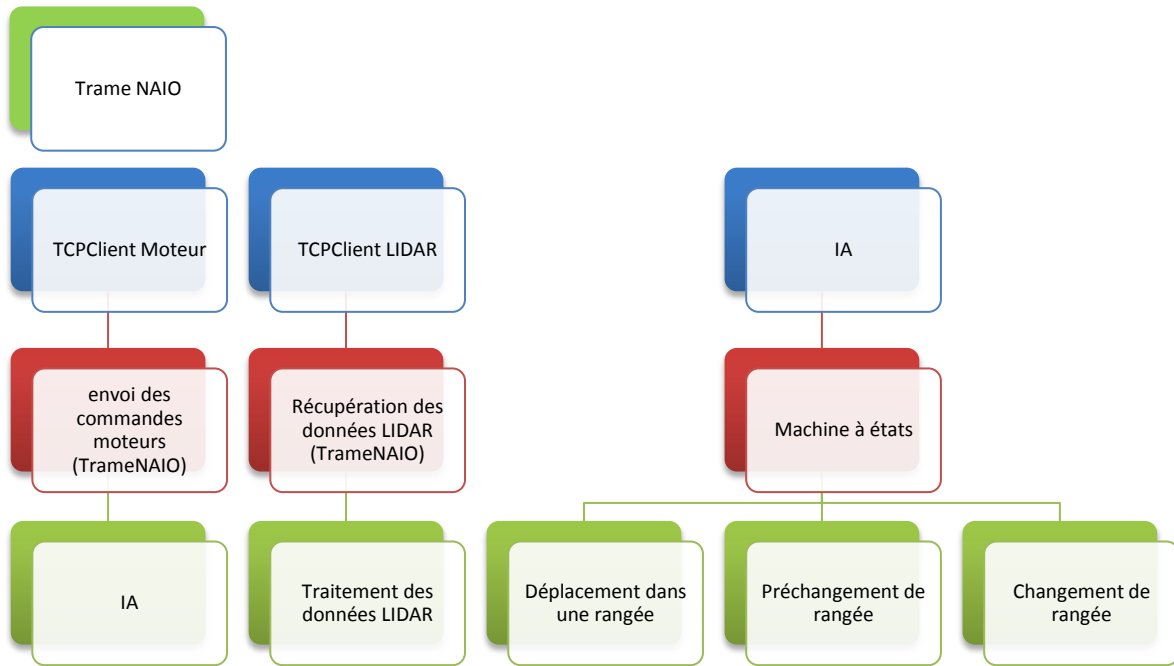 Trame NAIO
TCPClient Moteur
TCPClient LIDAR
IA
envoi des
commandes
moteurs
(TrameNAIO)
Récupération des
données LIDAR
(TrameNAIO)
Machine à états
IA
Traitement des
données LIDAR
Déplacement dans
une rangée
Préchangement de
rangée
Changement de
rangée